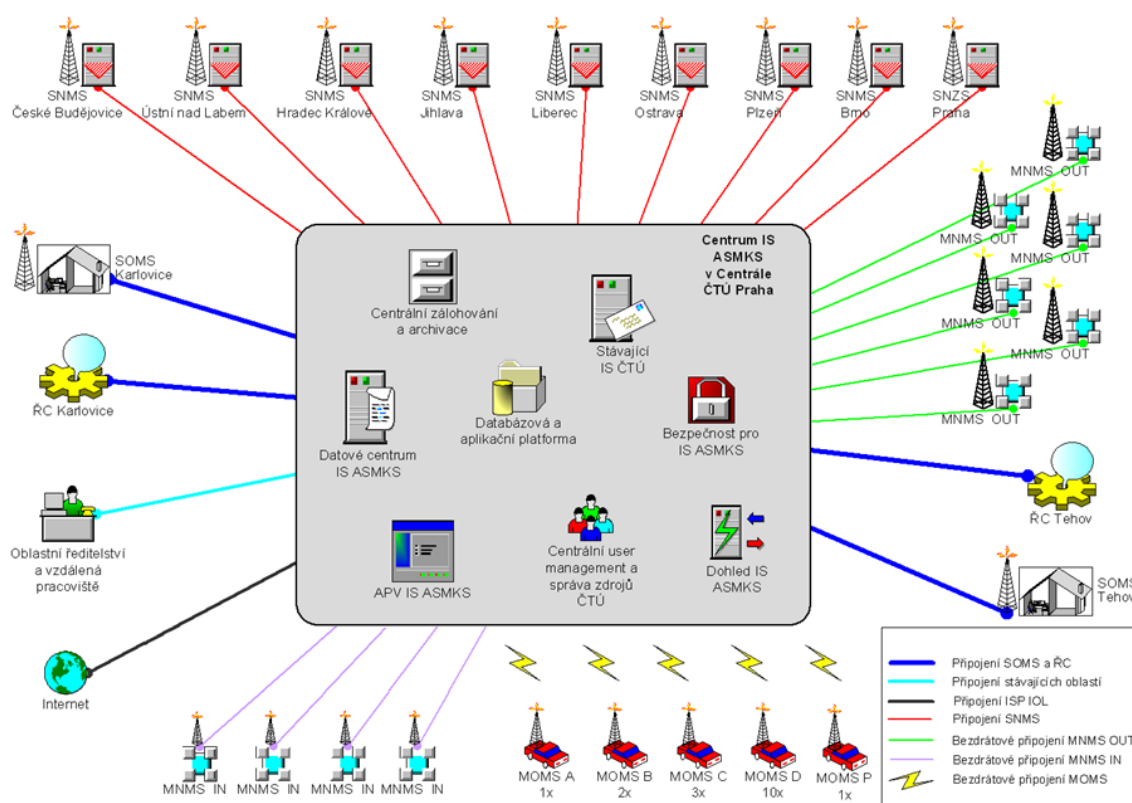 SNMS
České Budějovice
SNMS
Ústní nad Labem
SNMS
Hradec Králové
SNMS
Jihlava
SNMS
Liberec
SNMS
Ostrava
SNMS
Plzeň
SNMS
Brno
SNZS
Praha
MNMS OUT
MNMS OUT
MNMS OUT
MNMS OUT
MNMS OUT
MNMS OUT
SOMS
Karlovice
ŘC Karlovice
Oblastní ředitelství
a vzdálená
pracoviště
Internet
Centrum IS
ASMKS
v Centrále
ČTÚ Praha
Centrální zálohování
a archivace
Stávající
IS ČTÚ
Datové centrum
IS ASMKS
Databázová a
aplikační platforma
Bezpečnost pro
IS ASMKS
APV IS ASMKS
Centrální user
management a
správa zdrojů
ČTÚ
Dohled IS
ASMKS
ŘC Tehov
SOMS
Tehov
MNMS IN
MNMS IN
MNMS IN
MNMS IN
MOMS A
1x
MOMS B
2x
MOMS C
3x
MOMS D
10x
MOMS P
1x
Připojení SOMS a ŘC
Připojení stávajících oblastí
Připojení ISP IOL
Připojení SNMS
Bezdrátové připojení MNMS OUT
Bezdrátové připojení MNMS IN
Bezdrátové připojení MOMS